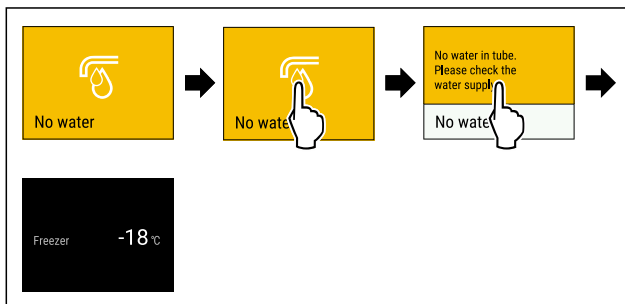 No water
No wate
No water in tube.
Please check the
water supply
No wate
Freezer -18 °C